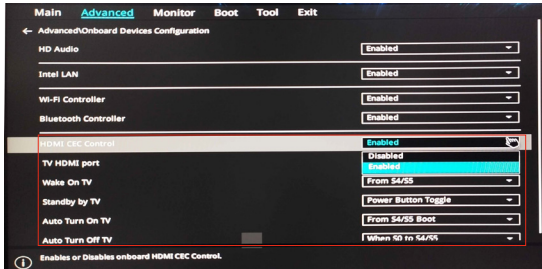 Main Advanced Monitor Boot Tool Exit
← Advanced\Onboard Devices Configuration
HD Audio Enabled
Intel LAN Enabled
Wi-Fi Controller Enabled
Bluetooth Controller Enabled
HDMI CEC Control Enabled
Disabled
TV HDMI port Enabled
Wake On TV From S4/S5
Standby by TV Power Button Toggle
Auto Turn On TV From S4/S5 Boot
Auto Turn Off TV When S0 to S4/S5
Enables or Disables onboard HDMI CEC Control.